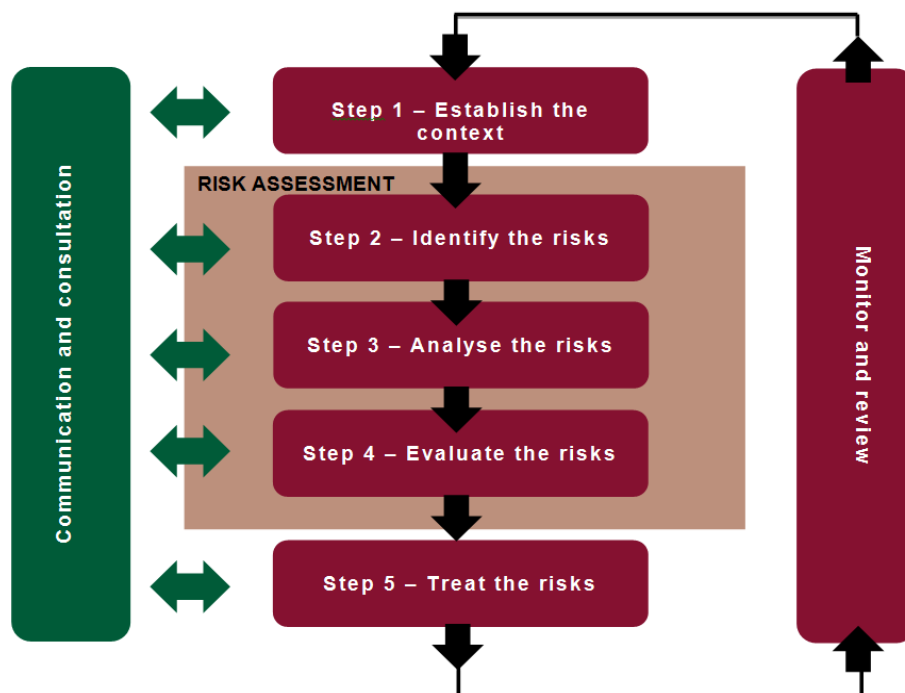 Step 1 – Establish the
context
RISK ASSESSMENT
Step 2 – Identify the risks
Step 3 – Analyse the risks
Step 4 – Evaluate the risks
Step 5 – Treat the risks
Communication and consultation
Monitor and review